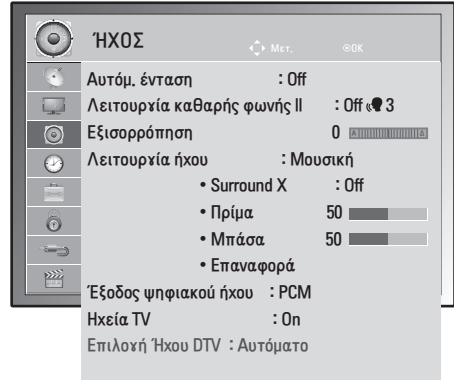 ΉΧΟΣ Μετ. OK
Αυτόμ. ένταση : Off
Λειτουργία καθαρής φωνής II : Off 3
Εξισορρόπηση 0
Λειτουργία ήχου : Μουσική
• Surround X : Off
• Πρίμα 50
• Μπάσα 50
• Επαναφορά
Έξοδος ψηφιακού ήχου : PCM
Ηχεία TV : On
Επιλογή Ήχου DTV : Αυτόματο